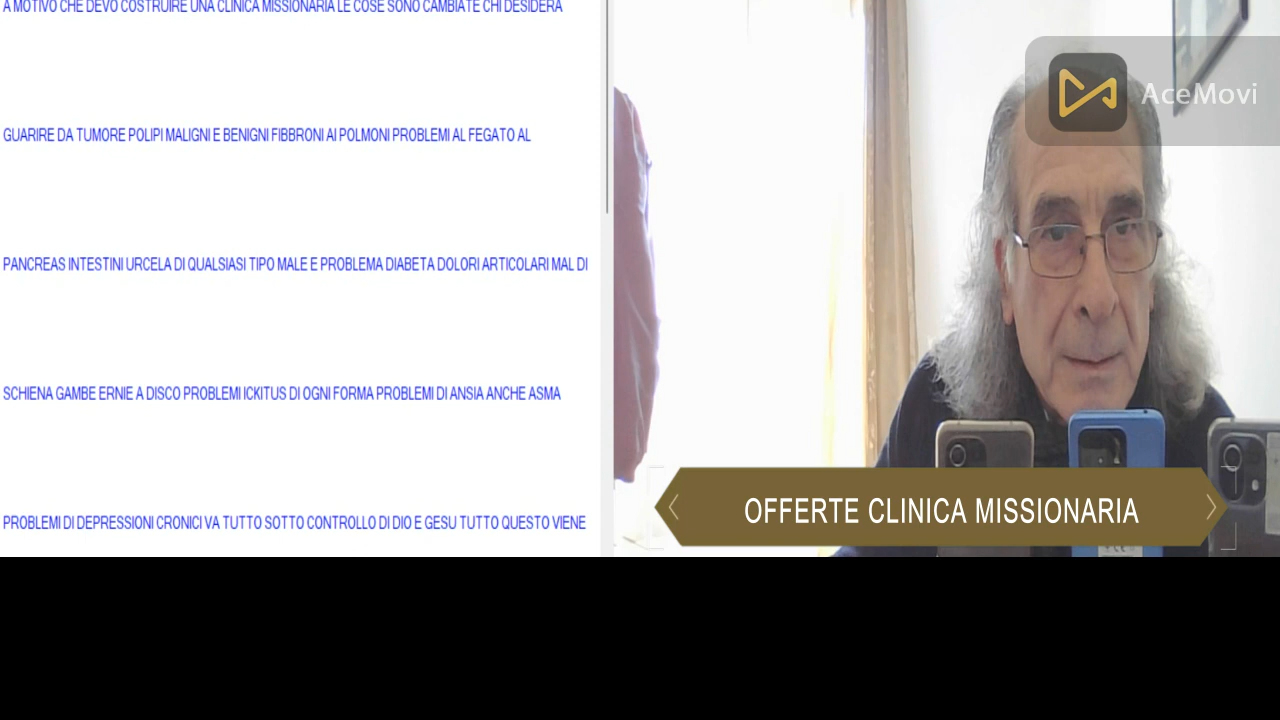 A MOTIVO CHE DEVO COSTRUIRE UNA CLINICA MISSIONARIA LE COSE SONO CAMBIATE CHI DESIDERA
GUARIRE DA TUMORE POLIPI MALIGNI E BENIGNI FIBBRONI AI POLMONI PROBLEMI AL FEGATO AL
PANCREAS INTESTINI URCELA DI QUALSIASI TIPO MALE E PROBLEMA DIABETA DOLORI ARTICOLARI MAL DI
SCHIENA GAMBE ERNIE A DISCO PROBLEMI ICKITUS DI OGNI FORMA PROBLEMI DI ANSIA ANCHE ASMA
PROBLEMI DI DEPRESSIONI CRONICI VA TUTTO SOTTO CONTROLLO DI DIO E GESU TUTTO QUESTO VIENE
AceMovi
OFFERTE CLINICA MISSIONARIA